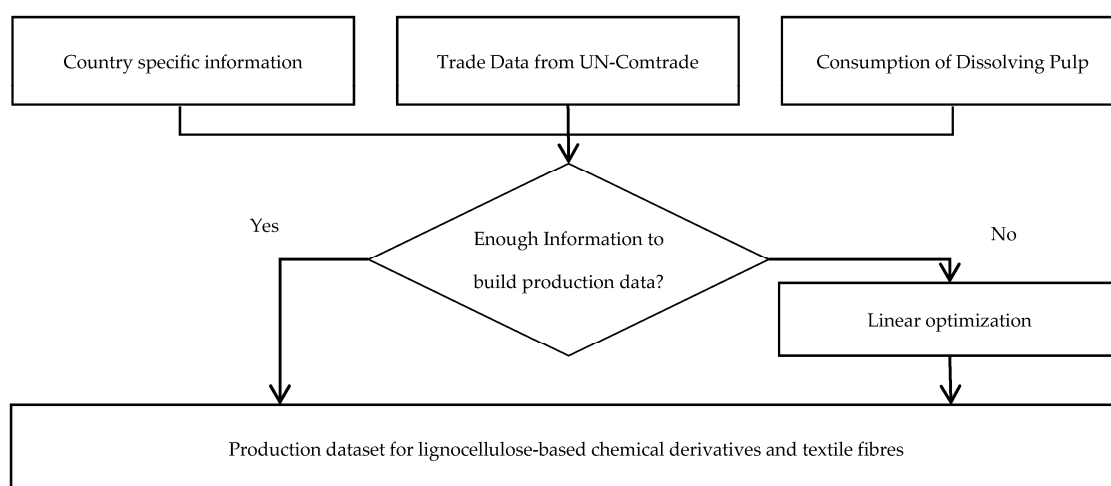 Country specific information
Trade Data from UN-Comtrade
Consumption of Dissolving Pulp
Yes
Enough Information to
build production data?
No
Linear optimization
Production dataset for lignocellulose-based chemical derivatives and textile fibres